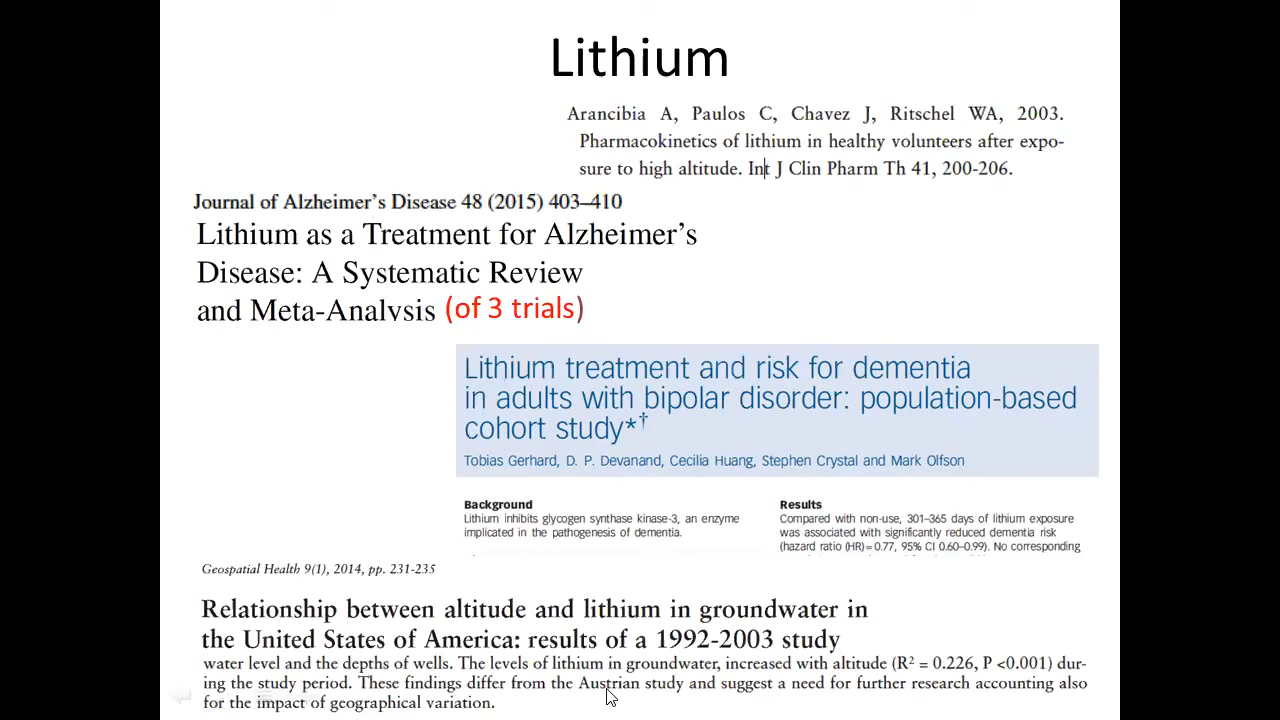 Lithium
Arancibia A, Paulos C, Chavez J, Ritschel WA, 2003.
Pharmacokinetics of lithium in healthy volunteers after expo-
sure to high altitude. Int J Clin Pharm Th 41, 200-206.
Journal of Alzheimer's Disease 48 (2015) 403–410
Lithium as a Treatment for Alzheimer's
Disease: A Systematic Review
and Meta-Analysis (of 3 trials)
Lithium treatment and risk for dementia
in adults with bipolar disorder: population-based
cohort study*†
Tobias Gerhard, D. P. Devanand, Cecilia Huang, Stephen Crystal and Mark Olfson
Background
Lithium inhibits glycogen synthase kinase-3, an enzyme
implicated in the pathogenesis of dementia.
Results
Compared with non-use, 301–365 days of lithium exposure
was associated with significantly reduced dementia risk
(hazard ratio (HR)=0.77, 95% CI 0.60–0.99). No corresponding
Geospatial Health 9(1), 2014, pp. 231-235
Relationship between altitude and lithium in groundwater in
the United States of America: results of a 1992-2003 study
water level and the depths of wells. The levels of lithium in groundwater, increased with altitude (R² = 0.226, P <0.001) dur-
ing the study period. These findings differ from the Austrian study and suggest a need for further research accounting also
for the impact of geographical variation.